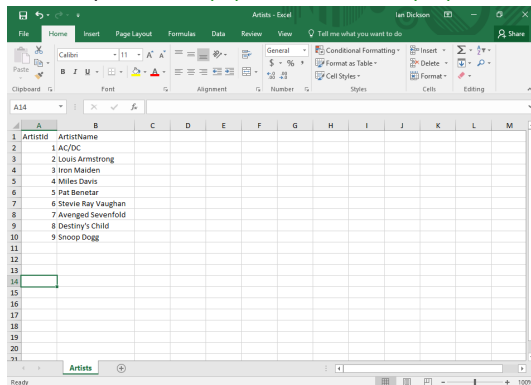 Artists - Excel
Ian Dickson
File Home Insert Page Layout Formulas Data Review View Tell me what you want to do Share
Paste
Calibri 11 A A
B I U A
General
$ % ,
Conditional Formatting
Format as Table
Cell Styles
Insert
Delete
Format
Clipboard Font Alignment Number Styles Cells Editing
A14 fx
A B C D E F G H I J K L M
1 ArtistId ArtistName
2 1 AC/DC
3 2 Louis Armstrong
4 3 Iron Maiden
5 4 Miles Davis
6 5 Pat Benetar
7 6 Stevie Ray Vaughan
8 7 Avenged Sevenfold
9 8 Destiny's Child
10 9 Snoop Dogg
11
12
13
14
15
16
17
18
19
20
21
Artists
Ready 100%